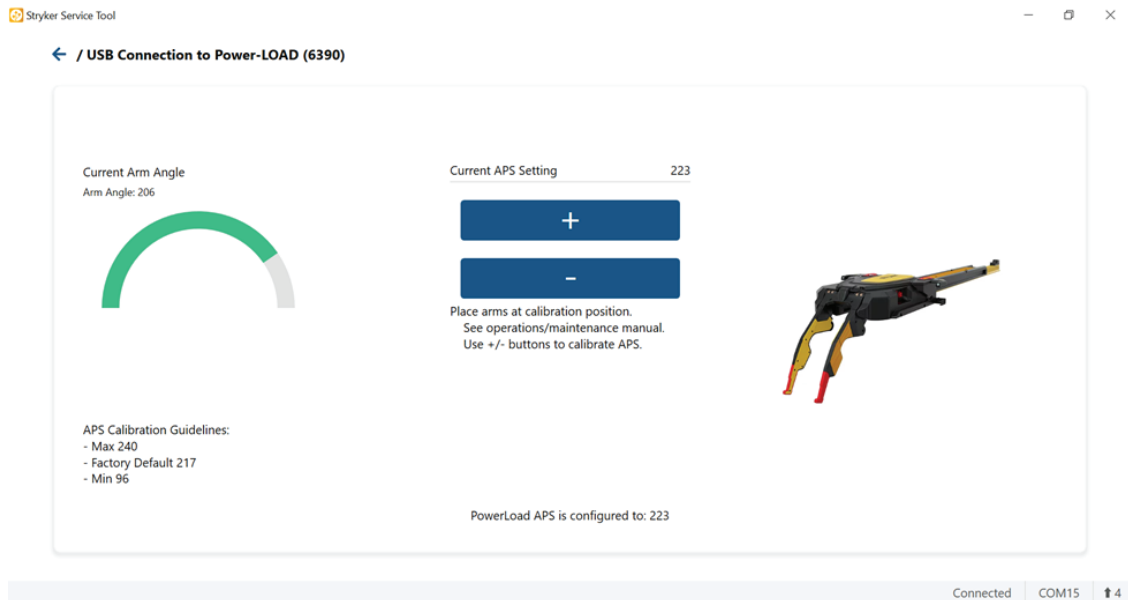 Stryker Service Tool
/ USB Connection to Power-LOAD (6390)
Current Arm Angle
Arm Angle: 206
Current APS Setting 223
+
-
Place arms at calibration position.
See operations/maintenance manual.
Use +/- buttons to calibrate APS.
APS Calibration Guidelines:
- Max 240
- Factory Default 217
- Min 96
PowerLoad APS is configured to: 223
Connected COM15 4